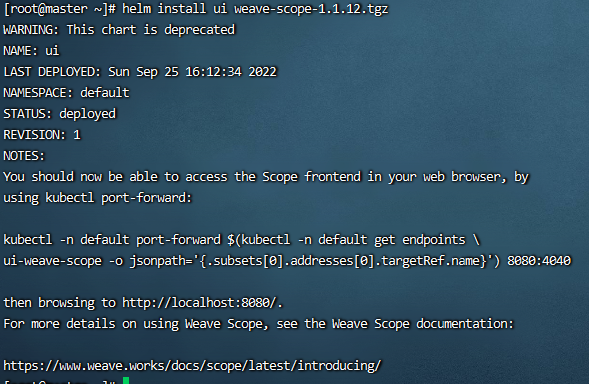 [root@master ~]# helm install ui weave-scope-1.1.12.tgz
WARNING: This chart is deprecated
NAME: ui
LAST DEPLOYED: Sun Sep 25 16:12:34 2022
NAMESPACE: default
STATUS: deployed
REVISION: 1
NOTES:
You should now be able to access the Scope frontend in your web browser, by
using kubectl port-forward:
kubectl -n default port-forward $(kubectl -n default get endpoints \
ui-weave-scope -o jsonpath='{.subsets[0].addresses[0].targetRef.name}') 8080:4040
then browsing to http://localhost:8080/.
For more details on using Weave Scope, see the Weave Scope documentation:
https://www.weave.works/docs/scope/latest/introducing/